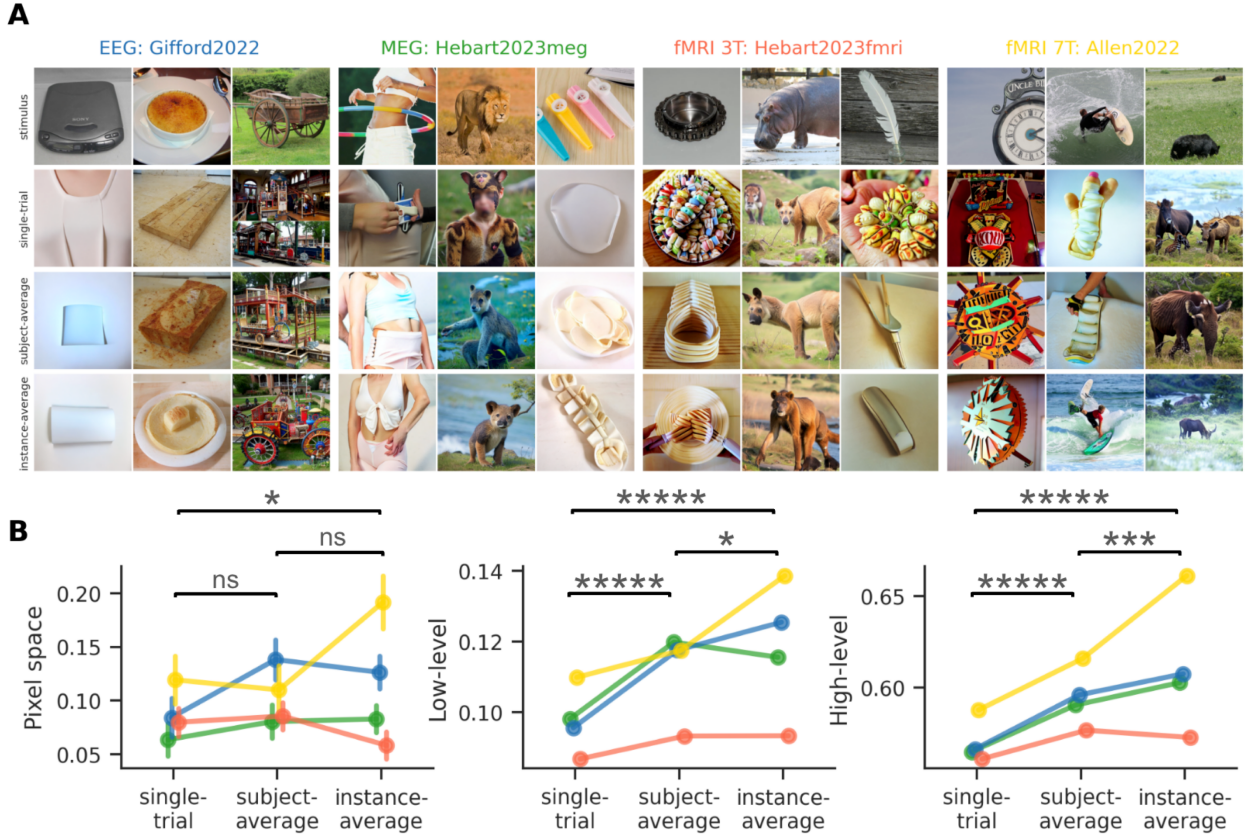 A
EEG: Gifford2022
MEG: Hebart2023meg
fMRI 3T: Hebart2023fmri
fMRI 7T: Allen2022
stimulus
SONY
single-trial
subject-average
instance-average
B
*
ns
ns
Pixel space
0.20
0.15
0.10
0.05
single-
trial
subject-
average
instance-
average
*****
*
*****
Low-level
0.14
0.12
0.10
single-
trial
subject-
average
instance-
average
*****
***
*****
High-level
0.65
0.60
single-
trial
subject-
average
instance-
average